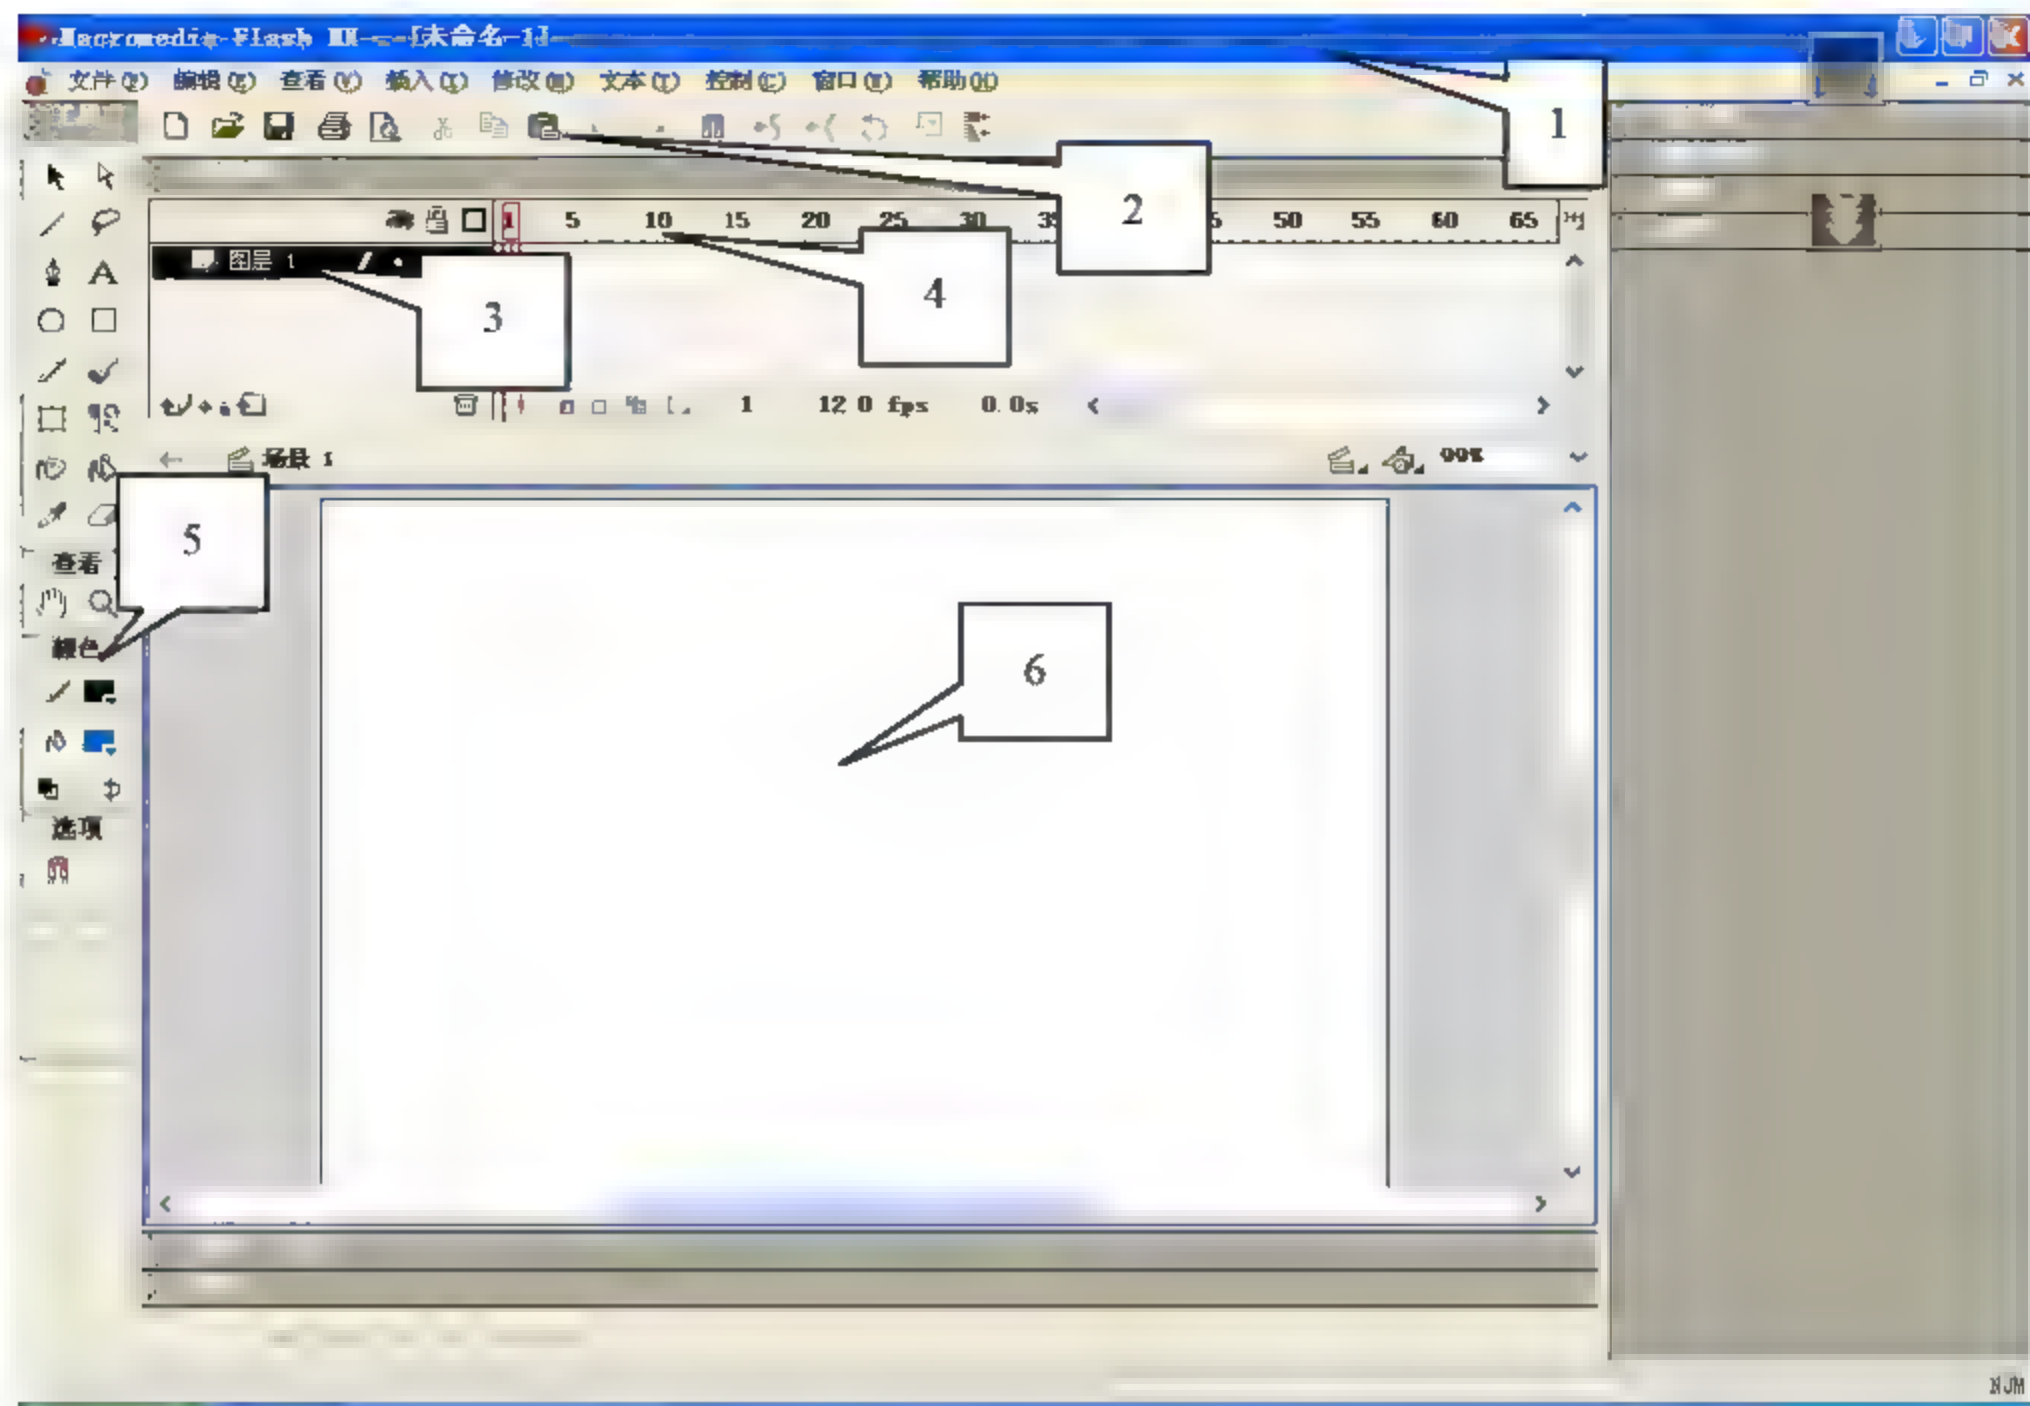 Macromedia Flash MX - [未命名-1]
文件(F) 编辑(E) 查看(V) 插入(I) 修改(M) 文本(T) 控制(C) 窗口(W) 帮助(H)
1
2
1 5 10 15 20 25 30 50 55 60 65
图层 1
3
4
1 12.0 fps 0.0s
场景 1 99%
5
查看
6
颜色
选项
NUM